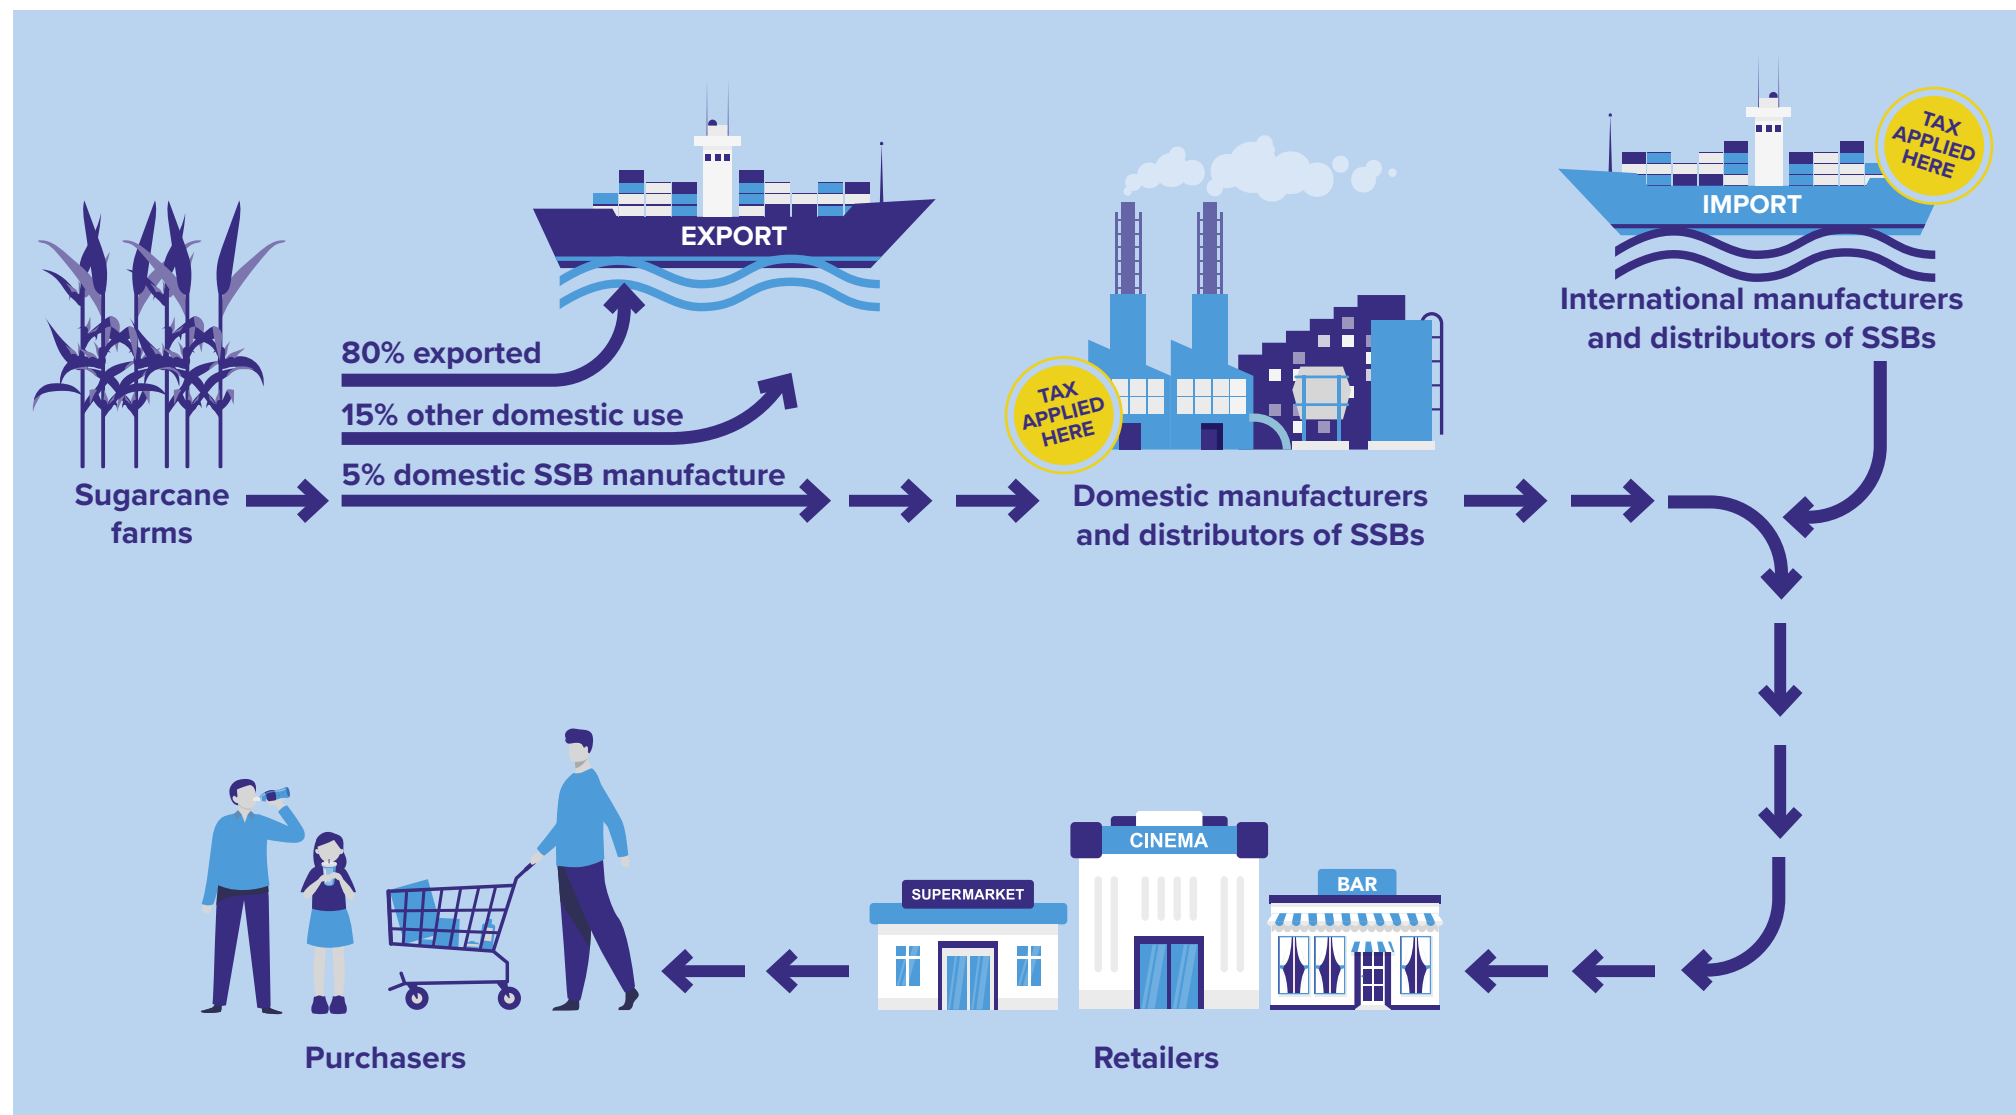 EXPORT
TAX
APPLIED
HERE
IMPORT
International manufacturers
and distributors of SSBs
80% exported
15% other domestic use
5% domestic SSB manufacture
TAX
APPLIED
HERE
Sugarcane
farms
Domestic manufacturers
and distributors of SSBs
CINEMA
SUPERMARKET
BAR
Purchasers
Retailers